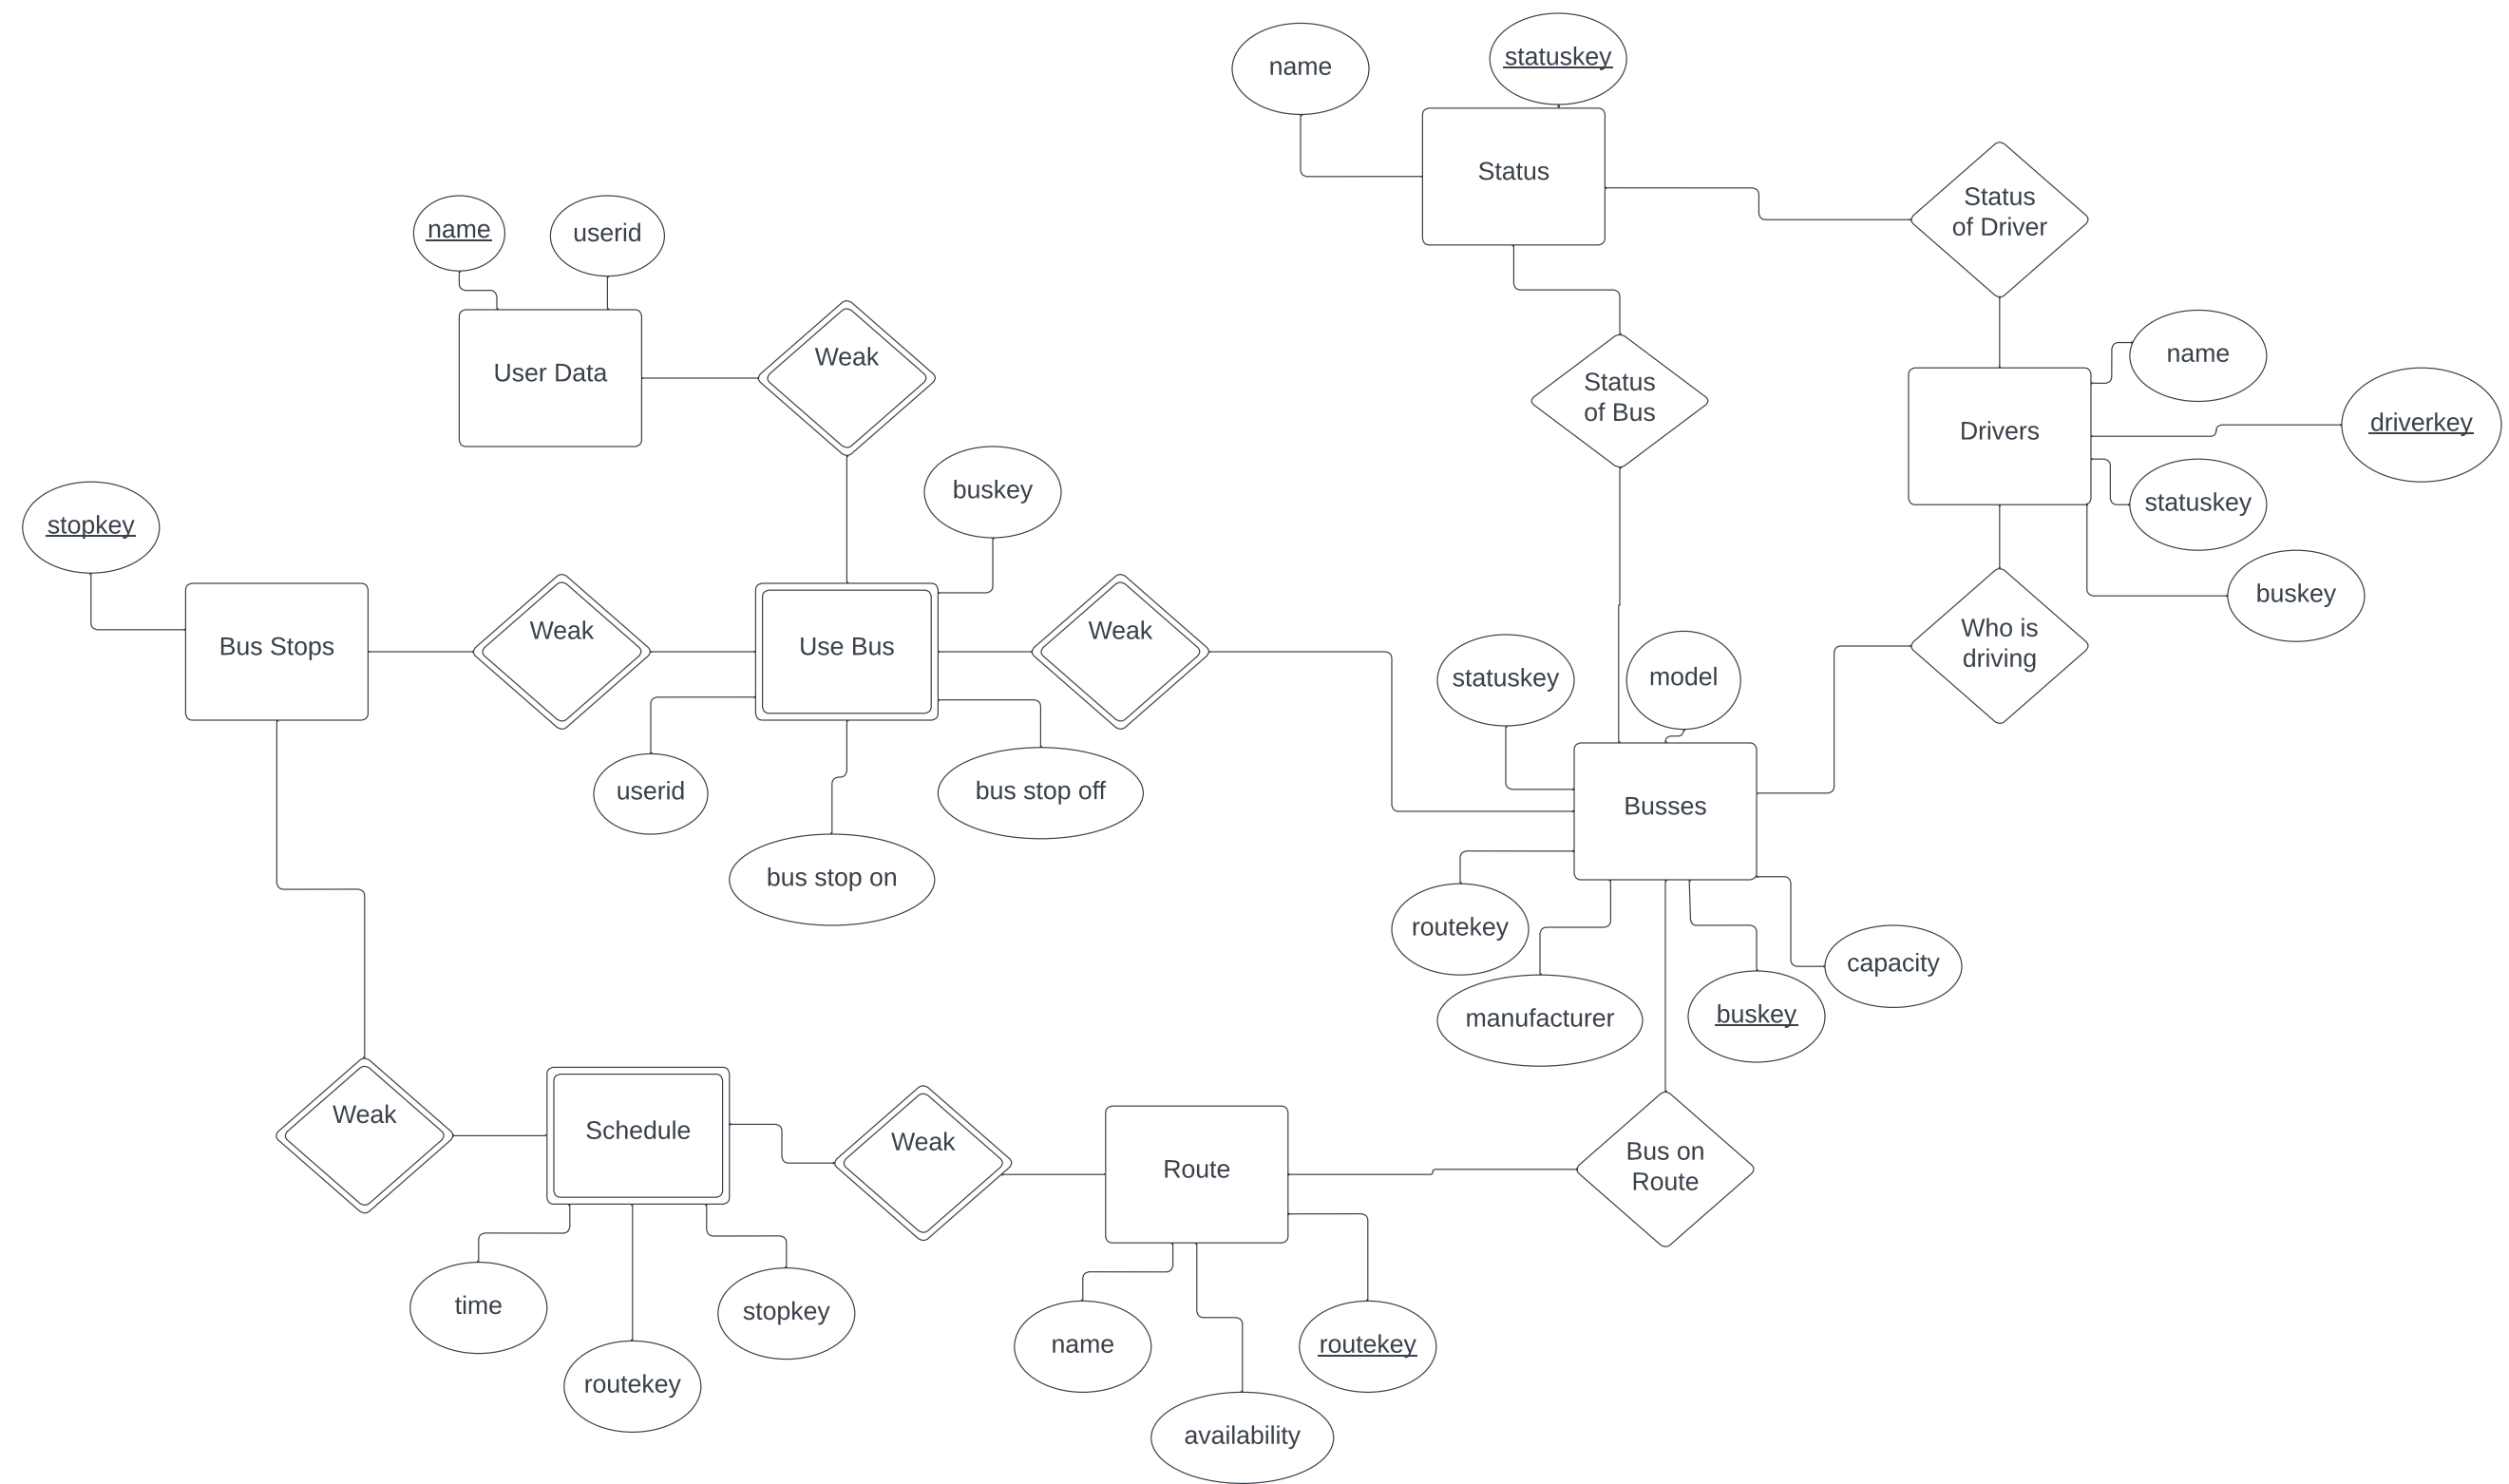 statuskey
name
Status
Status
of Driver
name
userid
name
Weak
User Data
Status
of Bus
driverkey
Drivers
buskey
statuskey
stopkey
buskey
Who is
driving
Weak
Weak
Bus Stops
Use Bus
statuskey
model
userid
bus stop off
Busses
bus stop on
routekey
capacity
manufacturer
buskey
Weak
Schedule
Weak
Bus on
Route
Route
time
stopkey
name
routekey
routekey
availability